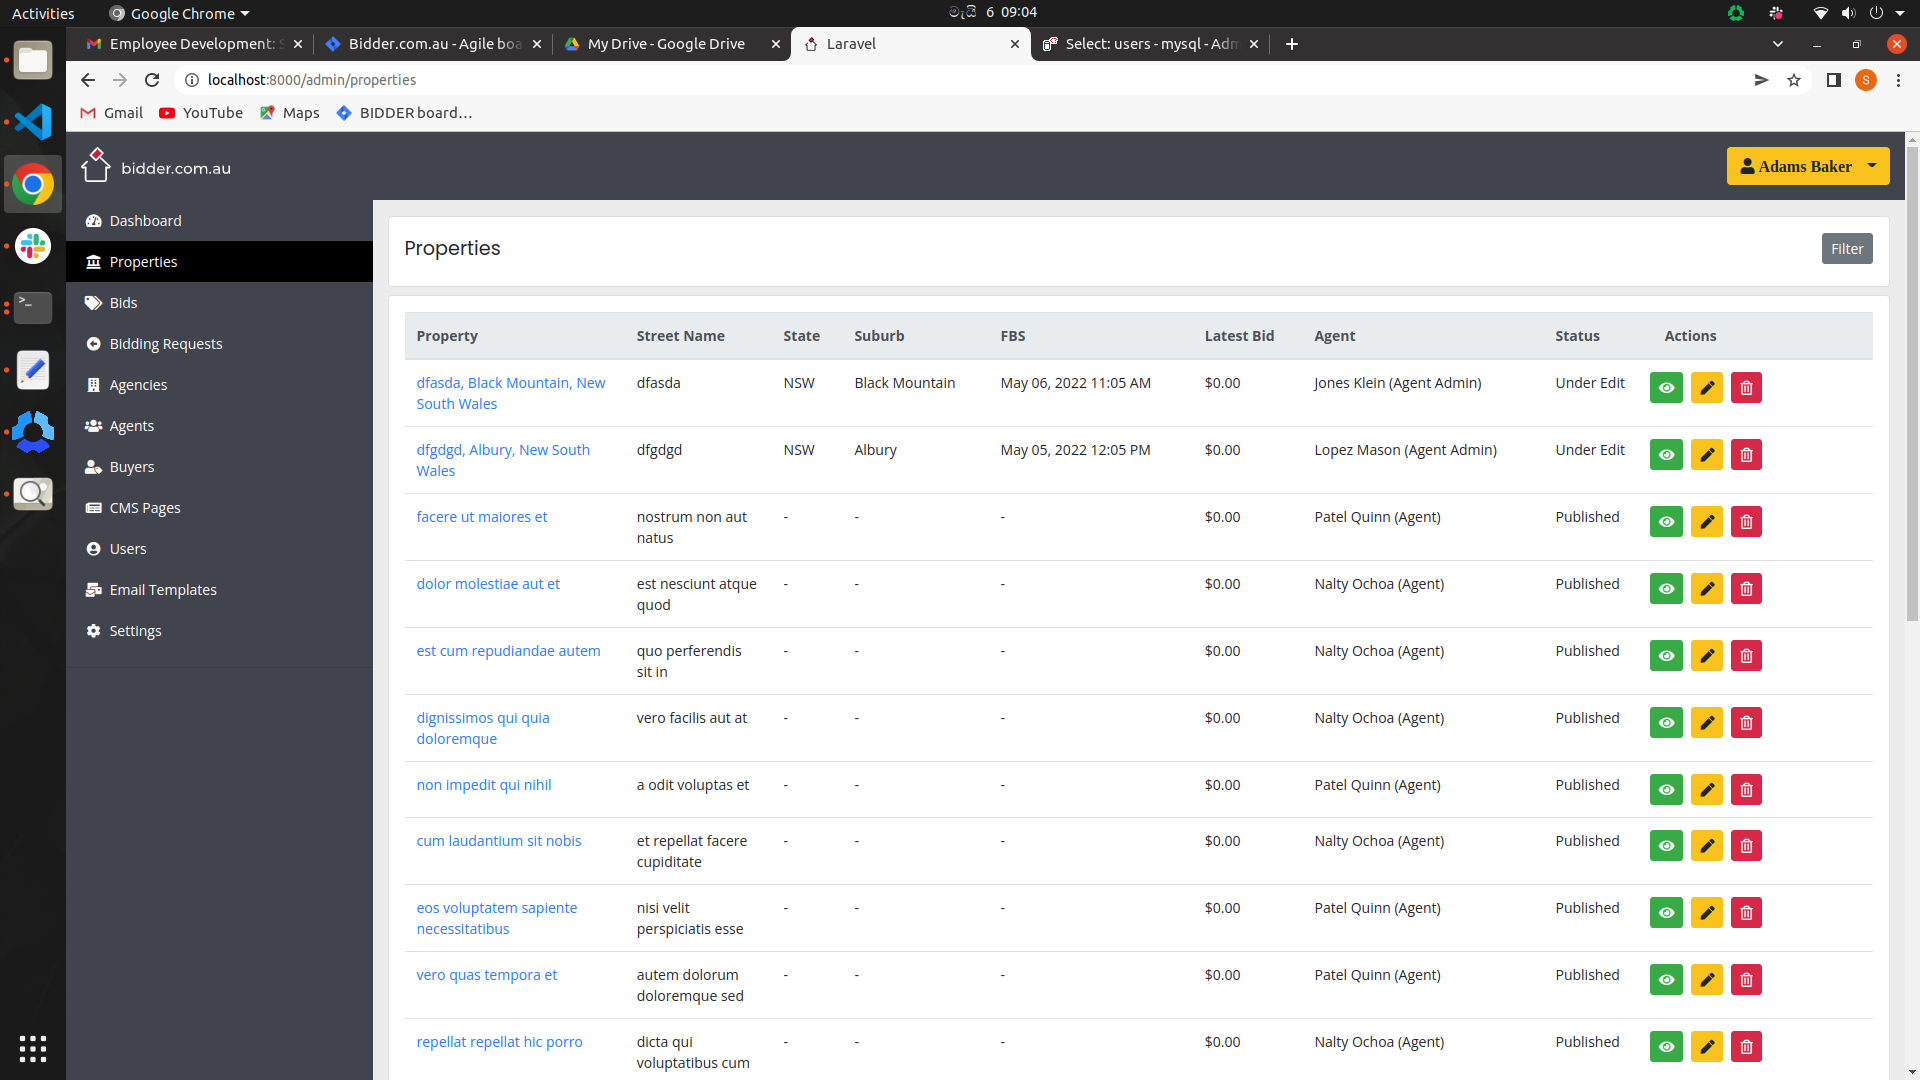 Activities
Google Chrome
මැයි 6 09:04
Employee Development: S
Bidder.com.au - Agile boa
My Drive - Google Drive
Laravel
Select: users - mysql - Adm
localhost:8000/admin/properties
S
Gmail
YouTube
Maps
BIDDER board…
bidder.com.au
Adams Baker
Dashboard
Properties
Bids
Bidding Requests
Agencies
Agents
Buyers
CMS Pages
Users
Email Templates
Settings
Properties
Filter
Property Street Name State Suburb FBS Latest Bid Agent Status Actions
dfasda, Black Mountain, New dfasda NSW Black Mountain May 06, 2022 11:05 AM $0.00 Jones Klein (Agent Admin) Under Edit
South Wales
dfgdgd, Albury, New South dfgdgd NSW Albury May 05, 2022 12:05 PM $0.00 Lopez Mason (Agent Admin) Under Edit
Wales
facere ut maiores et nostrum non aut - - - $0.00 Patel Quinn (Agent) Published
natus
dolor molestiae aut et est nesciunt atque - - - $0.00 Nalty Ochoa (Agent) Published
quod
est cum repudiandae autem quo perferendis - - - $0.00 Nalty Ochoa (Agent) Published
sit in
dignissimos qui quia vero facilis aut at - - - $0.00 Nalty Ochoa (Agent) Published
doloremque
non impedit qui nihil a odit voluptas et - - - $0.00 Patel Quinn (Agent) Published
cum laudantium sit nobis et repellat facere - - - $0.00 Nalty Ochoa (Agent) Published
cupiditate
eos voluptatem sapiente nisi velit - - - $0.00 Patel Quinn (Agent) Published
necessitatibus perspiciatis esse
vero quas tempora et autem dolorum - - - $0.00 Patel Quinn (Agent) Published
doloremque sed
repellat repellat hic porro dicta qui - - - $0.00 Nalty Ochoa (Agent) Published
voluptatibus cum